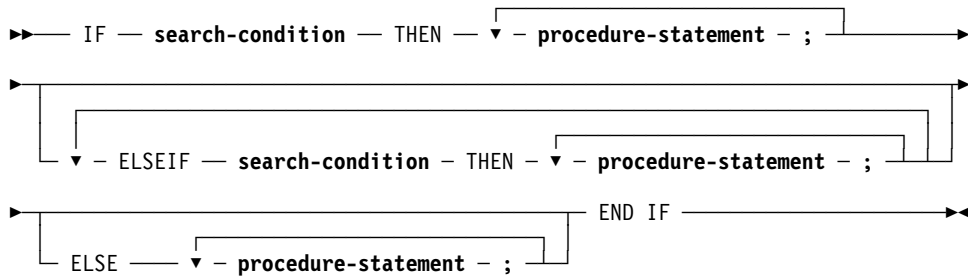 IF search-condition THEN procedure-statement ;
ELSEIF search-condition THEN procedure-statement ;
END IF
ELSE procedure-statement ;